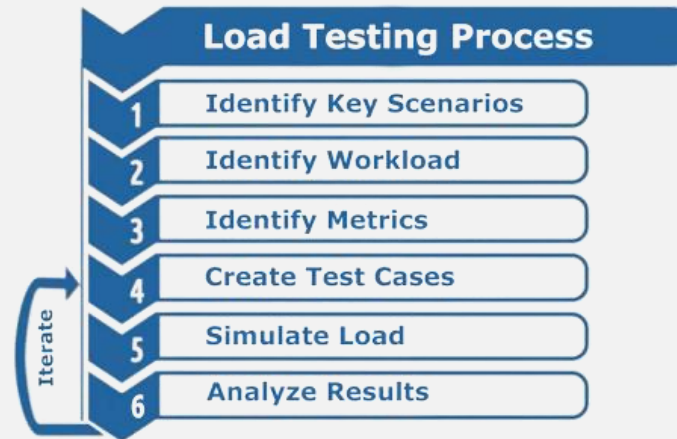 Load Testing Process
1 Identify Key Scenarios
2 Identify Workload
3 Identify Metrics
4 Create Test Cases
5 Simulate Load
6 Analyze Results
Iterate